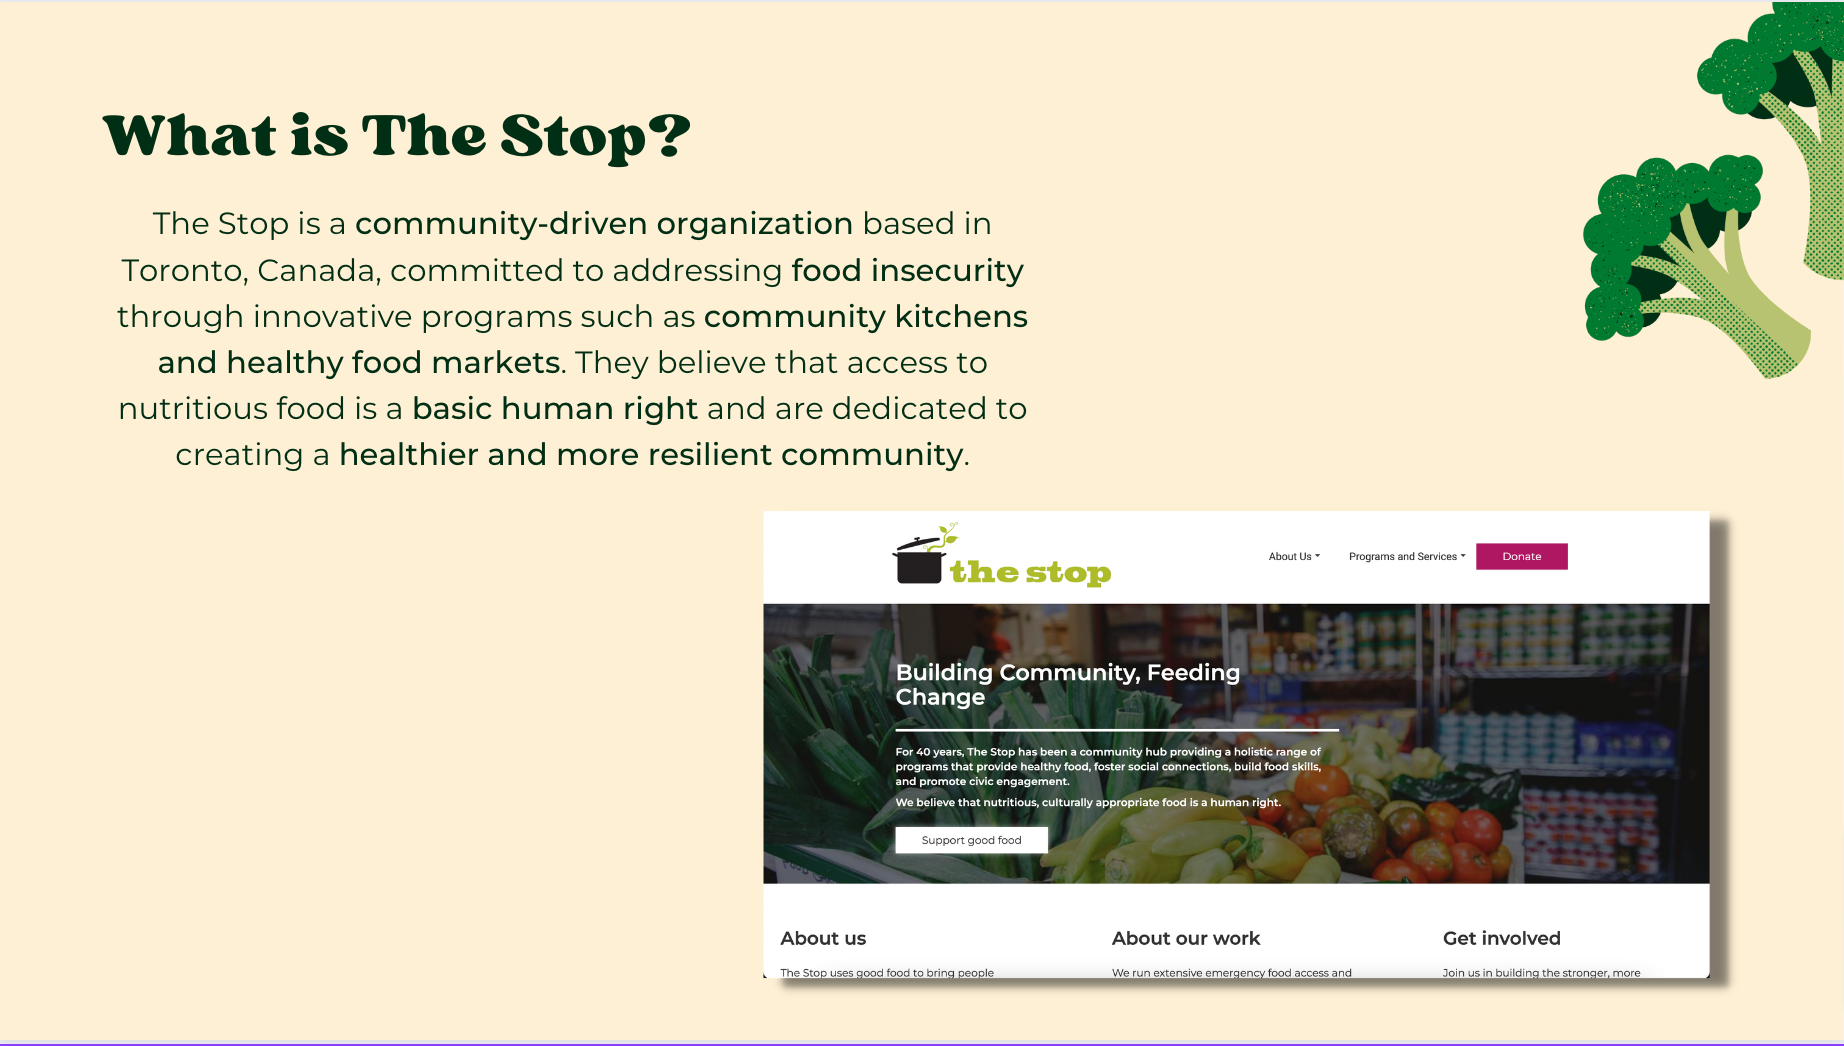 What is The Stop?
The Stop is a community-driven organization based in
Toronto, Canada, committed to addressing food insecurity
through innovative programs such as community kitchens
and healthy food markets. They believe that access to
nutritious food is a basic human right and are dedicated to
creating a healthier and more resilient community.
the stop
About Us
Programs and Services
Donate
Building Community, Feeding
Change
For 40 years, The Stop has been a community hub providing a holistic range of
programs that provide healthy food, foster social connections, build food skills,
and promote civic engagement.
We believe that nutritious, culturally appropriate food is a human right.
Support good food
About us
The Stop uses good food to bring people
About our work
We run extensive emergency food access and
Get involved
Join us in building the stronger, more